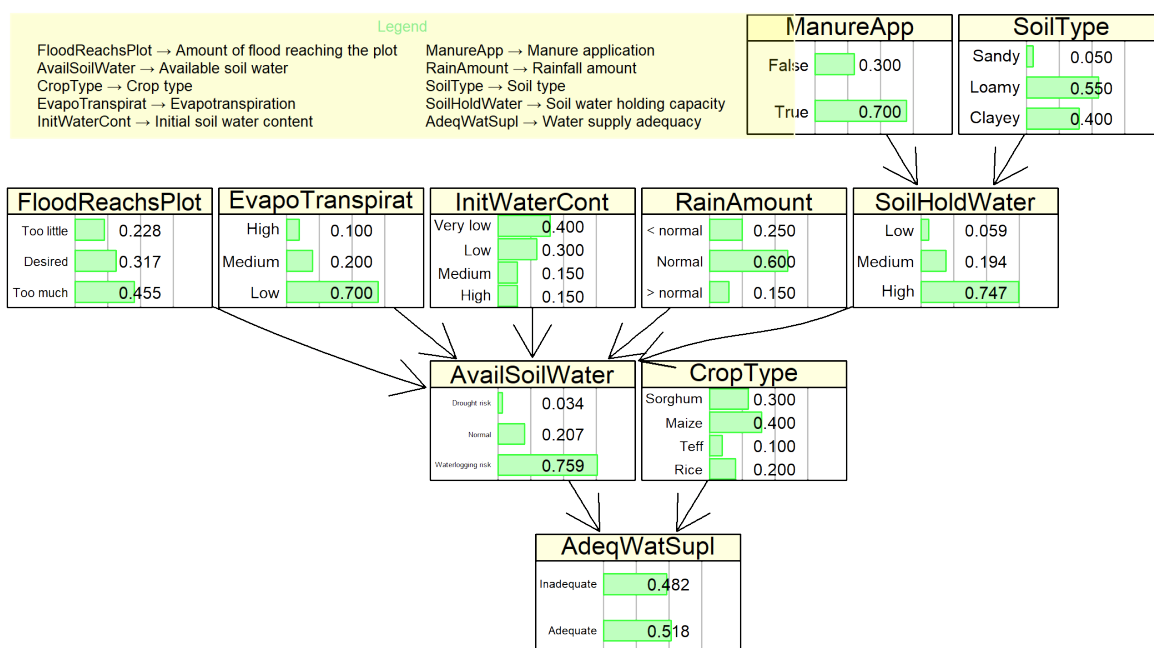 Legend
FloodReachsPlot → Amount of flood reaching the plot
AvailSoilWater → Available soil water
CropType → Crop type
EvapoTranspirat → Evapotranspiration
InitWaterCont → Initial soil water content
ManureApp → Manure application
RainAmount → Rainfall amount
SoilType → Soil type
SoilHoldWater → Soil water holding capacity
AdeqWatSupl → Water supply adequacy
ManureApp
False 0.300
True 0.700
SoilType
Sandy 0.050
Loamy 0.550
Clayey 0.400
FloodReachsPlot
Too little 0.228
Desired 0.317
Too much 0.455
EvapoTranspirat
High 0.100
Medium 0.200
Low 0.700
InitWaterCont
Very low 0.400
Low 0.300
Medium 0.150
High 0.150
RainAmount
< normal 0.250
Normal 0.600
> normal 0.150
SoilHoldWater
Low 0.059
Medium 0.194
High 0.747
AvailSoilWater
Drought risk 0.034
Normal 0.207
Waterlogging risk 0.759
CropType
Sorghum 0.300
Maize 0.400
Teff 0.100
Rice 0.200
AdeqWatSupl
Inadequate 0.482
Adequate 0.518